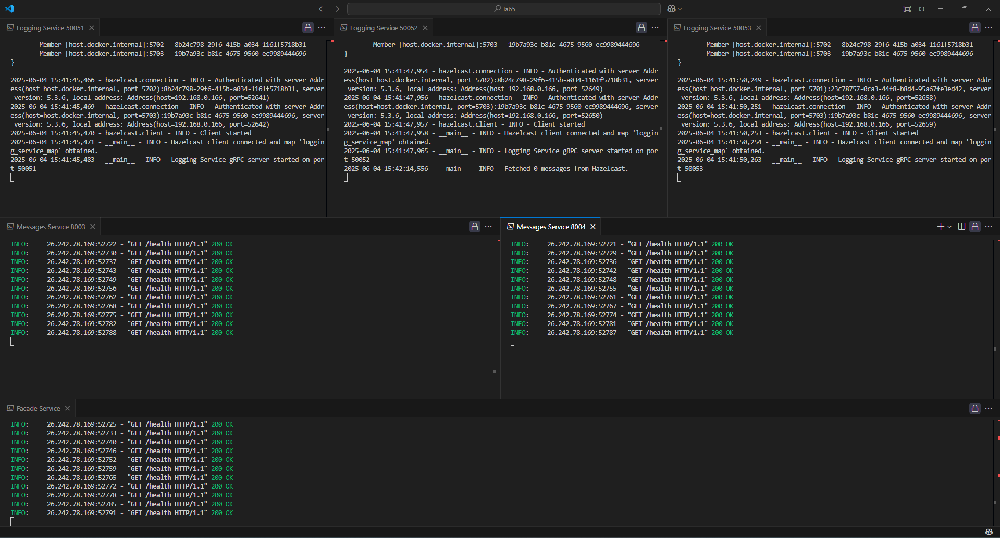 lab5
Logging Service 50051
Member [host.docker.internal]:5702 - 8b24c798-29f6-415b-a034-1161f5718b31
Member [host.docker.internal]:5703 - 19b7a93c-b81c-4675-9560-ec9989444696
}
2025-06-04 15:41:45,466 - hazelcast.connection - INFO - Authenticated with server Addr
ess(host=host.docker.internal, port=5702):8b24c798-29f6-415b-a034-1161f5718b31, server
version: 5.3.6, local address: Address(host=192.168.0.166, port=52641)
2025-06-04 15:41:45,469 - hazelcast.connection - INFO - Authenticated with server Addr
ess(host=host.docker.internal, port=5703):19b7a93c-b81c-4675-9560-ec9989444696, server
version: 5.3.6, local address: Address(host=192.168.0.166, port=52642)
2025-06-04 15:41:45,470 - hazelcast.client - INFO - Client started
2025-06-04 15:41:45,471 - __main__ - INFO - Hazelcast client connected and map 'loggin
g_service_map' obtained.
2025-06-04 15:41:45,483 - __main__ - INFO - Logging Service gRPC server started on por
t 50051
Logging Service 50052
Member [host.docker.internal]:5703 - 19b7a93c-b81c-4675-9560-ec9989444696
}
2025-06-04 15:41:47,954 - hazelcast.connection - INFO - Authenticated with server Addr
ess(host=host.docker.internal, port=5702):8b24c798-29f6-415b-a034-1161f5718b31, server
version: 5.3.6, local address: Address(host=192.168.0.166, port=52649)
2025-06-04 15:41:47,956 - hazelcast.connection - INFO - Authenticated with server Addr
ess(host=host.docker.internal, port=5703):19b7a93c-b81c-4675-9560-ec9989444696, server
version: 5.3.6, local address: Address(host=192.168.0.166, port=52650)
2025-06-04 15:41:47,957 - hazelcast.client - INFO - Client started
2025-06-04 15:41:47,958 - __main__ - INFO - Hazelcast client connected and map 'loggin
g_service_map' obtained.
2025-06-04 15:41:47,965 - __main__ - INFO - Logging Service gRPC server started on por
t 50052
2025-06-04 15:42:14,556 - __main__ - INFO - Fetched 0 messages from Hazelcast.
Logging Service 50053
Member [host.docker.internal]:5702 - 8b24c798-29f6-415b-a034-1161f5718b31
Member [host.docker.internal]:5703 - 19b7a93c-b81c-4675-9560-ec9989444696
}
2025-06-04 15:41:50,249 - hazelcast.connection - INFO - Authenticated with server Addr
ess(host=host.docker.internal, port=5701):23c78757-0ca3-44f8-b8d4-95a67fe3ed42, server
version: 5.3.6, local address: Address(host=192.168.0.166, port=52658)
2025-06-04 15:41:50,251 - hazelcast.connection - INFO - Authenticated with server Addr
ess(host=host.docker.internal, port=5703):19b7a93c-b81c-4675-9560-ec9989444696, server
version: 5.3.6, local address: Address(host=192.168.0.166, port=52659)
2025-06-04 15:41:50,253 - hazelcast.client - INFO - Client started
2025-06-04 15:41:50,254 - __main__ - INFO - Hazelcast client connected and map 'loggin
g_service_map' obtained.
2025-06-04 15:41:50,263 - __main__ - INFO - Logging Service gRPC server started on por
t 50053
Messages Service 8003
INFO: 26.242.78.169:52722 - "GET /health HTTP/1.1" 200 OK
INFO: 26.242.78.169:52730 - "GET /health HTTP/1.1" 200 OK
INFO: 26.242.78.169:52737 - "GET /health HTTP/1.1" 200 OK
INFO: 26.242.78.169:52743 - "GET /health HTTP/1.1" 200 OK
INFO: 26.242.78.169:52749 - "GET /health HTTP/1.1" 200 OK
INFO: 26.242.78.169:52756 - "GET /health HTTP/1.1" 200 OK
INFO: 26.242.78.169:52762 - "GET /health HTTP/1.1" 200 OK
INFO: 26.242.78.169:52768 - "GET /health HTTP/1.1" 200 OK
INFO: 26.242.78.169:52775 - "GET /health HTTP/1.1" 200 OK
INFO: 26.242.78.169:52782 - "GET /health HTTP/1.1" 200 OK
INFO: 26.242.78.169:52788 - "GET /health HTTP/1.1" 200 OK
Messages Service 8004
INFO: 26.242.78.169:52721 - "GET /health HTTP/1.1" 200 OK
INFO: 26.242.78.169:52729 - "GET /health HTTP/1.1" 200 OK
INFO: 26.242.78.169:52736 - "GET /health HTTP/1.1" 200 OK
INFO: 26.242.78.169:52742 - "GET /health HTTP/1.1" 200 OK
INFO: 26.242.78.169:52748 - "GET /health HTTP/1.1" 200 OK
INFO: 26.242.78.169:52755 - "GET /health HTTP/1.1" 200 OK
INFO: 26.242.78.169:52761 - "GET /health HTTP/1.1" 200 OK
INFO: 26.242.78.169:52767 - "GET /health HTTP/1.1" 200 OK
INFO: 26.242.78.169:52774 - "GET /health HTTP/1.1" 200 OK
INFO: 26.242.78.169:52781 - "GET /health HTTP/1.1" 200 OK
INFO: 26.242.78.169:52787 - "GET /health HTTP/1.1" 200 OK
Facade Service
INFO: 26.242.78.169:52725 - "GET /health HTTP/1.1" 200 OK
INFO: 26.242.78.169:52733 - "GET /health HTTP/1.1" 200 OK
INFO: 26.242.78.169:52740 - "GET /health HTTP/1.1" 200 OK
INFO: 26.242.78.169:52746 - "GET /health HTTP/1.1" 200 OK
INFO: 26.242.78.169:52752 - "GET /health HTTP/1.1" 200 OK
INFO: 26.242.78.169:52759 - "GET /health HTTP/1.1" 200 OK
INFO: 26.242.78.169:52765 - "GET /health HTTP/1.1" 200 OK
INFO: 26.242.78.169:52772 - "GET /health HTTP/1.1" 200 OK
INFO: 26.242.78.169:52778 - "GET /health HTTP/1.1" 200 OK
INFO: 26.242.78.169:52785 - "GET /health HTTP/1.1" 200 OK
INFO: 26.242.78.169:52791 - "GET /health HTTP/1.1" 200 OK